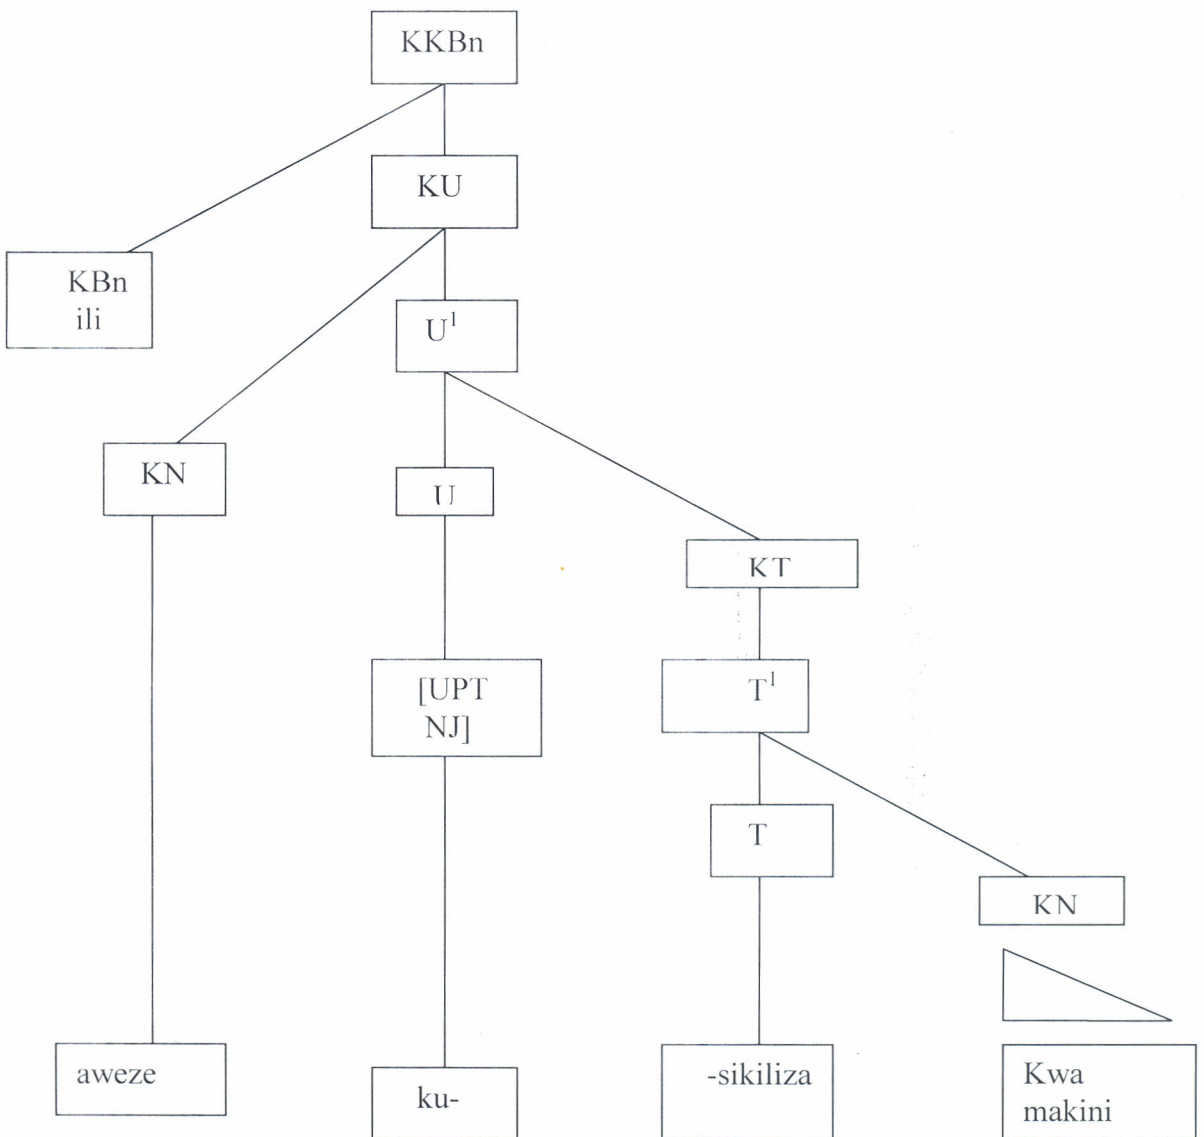 KKBn
KU
KBn
ili
U¹
KN
U
KT
[UPT
NJ]
T¹
T
KN
aweze
ku-
-sikiliza
Kwa
makini